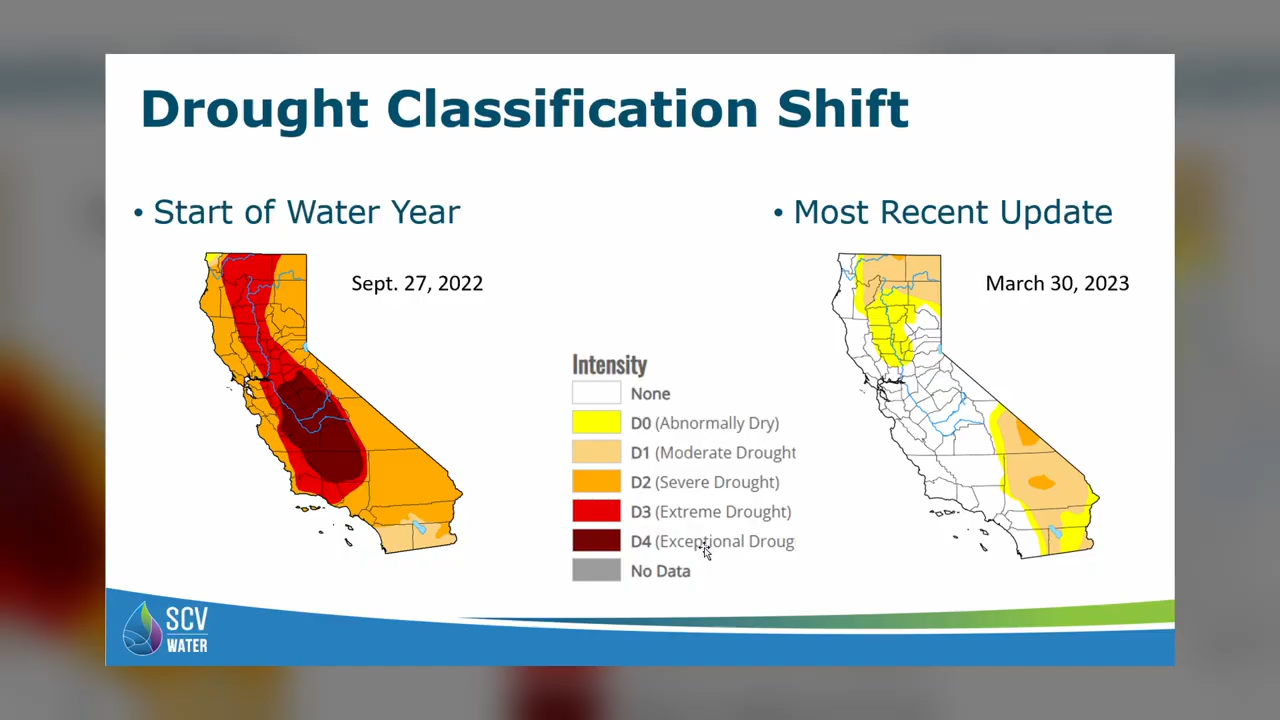 Drought Classification Shift
• Start of Water Year
Sept. 27, 2022
• Most Recent Update
March 30, 2023
Intensity
None
D0 (Abnormally Dry)
D1 (Moderate Drought
D2 (Severe Drought)
D3 (Extreme Drought)
D4 (Exceptional Droug
No Data
SCV
WATER